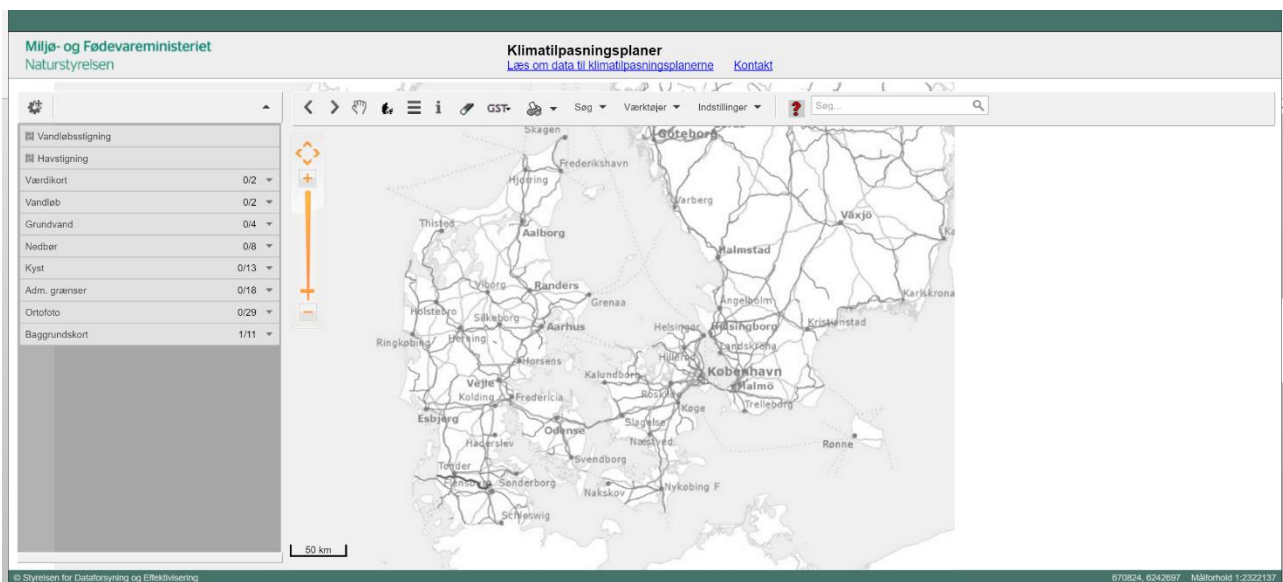 Miljø- og Fødevareministeriet
Naturstyrelsen
Klimatilpasningsplaner
Læs om data til klimatilpasningsplanerne Kontakt
GST Søg Værktøjer Indstillinger ? Søg...
Vandløbsstigning
Havstigning
Værdikort 0/2
Vandløb 0/2
Grundvand 0/4
Nedbør 0/8
Kyst 0/13
Adm. grænser 0/18
Ortofoto 0/29
Baggrundskort 1/11
Skagen
Göteborg
Frederikshavn
Hjørring
Varberg
Thisted
Växjö
Aalborg
Halmstad
Viborg
Randers
Karlskrona
Grenaa
Ängelholm
Holstebro
Silkeborg
Aarhus
Helsingør
Helsingborg
Kristianstad
Ringkøbing
Herning
Landskrona
Horsens
Hillerød
Kalundborg
København
Vejle
Malmö
Kolding
Fredericia
Roskilde
Trelleborg
Køge
Esbjerg
Odense
Slagelse
Haderslev
Næstved
Rønne
Svendborg
Tønder
Flensburg
Sønderborg
Nakskov
Nykøbing F
Schleswig
50 km
© Styrelsen for Dataforsyning og Effektivisering
670824, 6242697 Målforhold 1:2322137